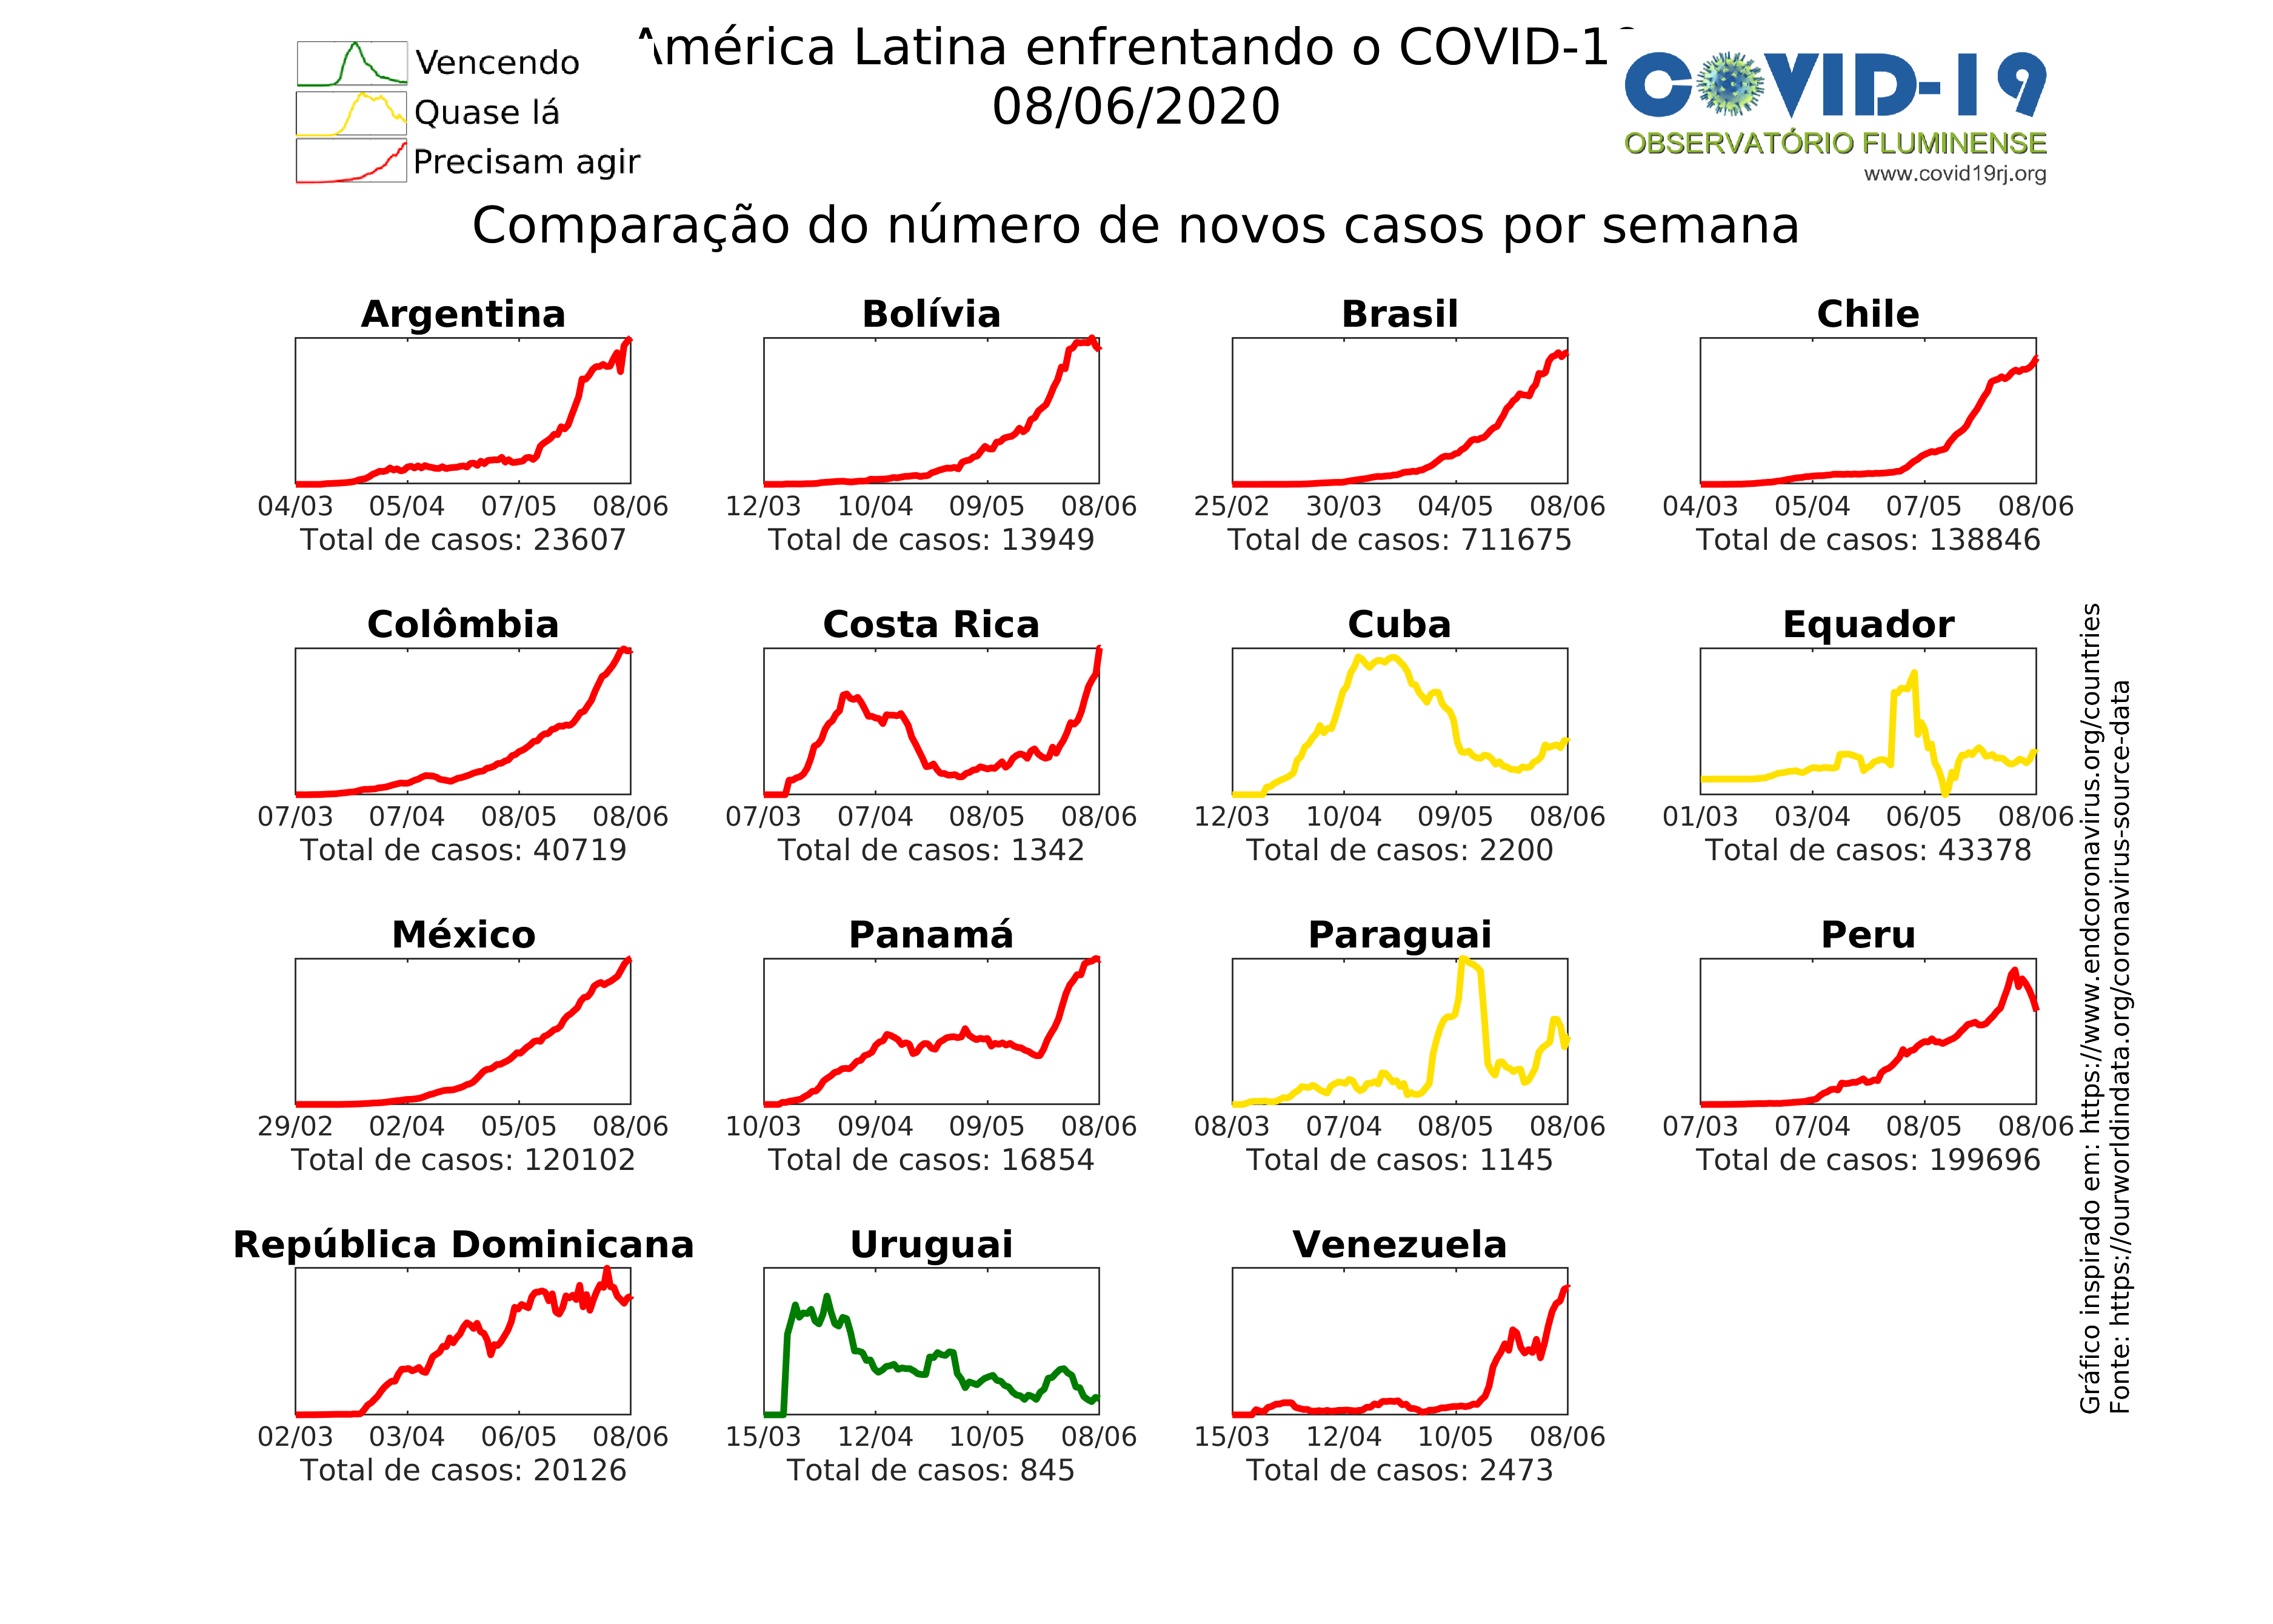 Vencendo
Quase lá
Precisam agir
América Latina enfrentando o COVID-19
08/06/2020
COVID-19
OBSERVATÓRIO FLUMINENSE
www.covid19rj.org
Comparação do número de novos casos por semana
Argentina
04/03 05/04 07/05 08/06
Total de casos: 23607
Bolívia
12/03 10/04 09/05 08/06
Total de casos: 13949
Brasil
25/02 30/03 04/05 08/06
Total de casos: 711675
Chile
04/03 05/04 07/05 08/06
Total de casos: 138846
Colômbia
07/03 07/04 08/05 08/06
Total de casos: 40719
Costa Rica
07/03 07/04 08/05 08/06
Total de casos: 1342
Cuba
12/03 10/04 09/05 08/06
Total de casos: 2200
Equador
01/03 03/04 06/05 08/06
Total de casos: 43378
México
29/02 02/04 05/05 08/06
Total de casos: 120102
Panamá
10/03 09/04 09/05 08/06
Total de casos: 16854
Paraguai
08/03 07/04 08/05 08/06
Total de casos: 1145
Peru
07/03 07/04 08/05 08/06
Total de casos: 199696
República Dominicana
02/03 03/04 06/05 08/06
Total de casos: 20126
Uruguai
15/03 12/04 10/05 08/06
Total de casos: 845
Venezuela
15/03 12/04 10/05 08/06
Total de casos: 2473
Gráfico inspirado em: https://www.endcoronavirus.org/countries
Fonte: https://ourworldindata.org/coronavirus-source-data